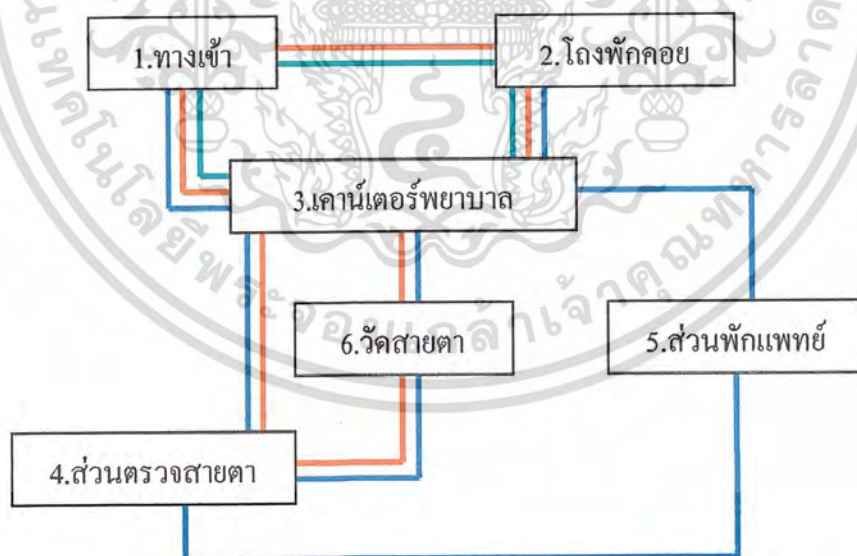 1.ทางเข้า
2.โถงพักคอย
3.เคาน์เตอร์พยาบาล
6.วัดสายตา
5.ส่วนพักแพทย์
4.ส่วนตรวจสายตา